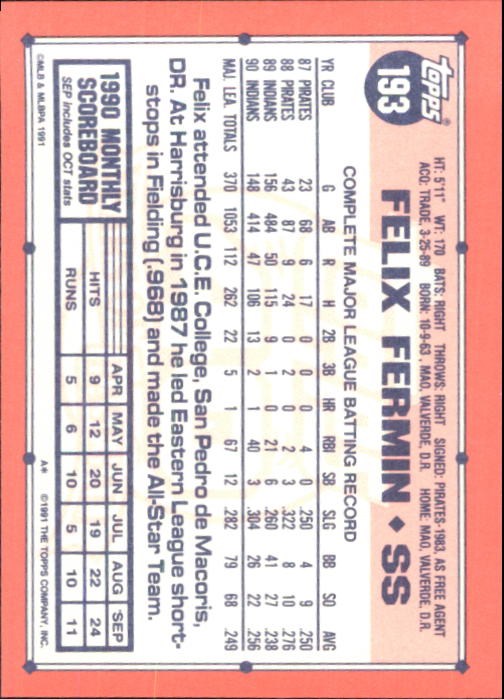 topps®
193
HT: 5'11" WT: 170 BATS: RIGHT THROWS: RIGHT SIGNED: PIRATES-1983, AS FREE AGENT
ACQ: TRADE, 3-25-89 BORN: 10-9-63, MAO, VALVERDE, D.R. HOME: MAO, VALVERDE, D.R.
FELIX FERMIN ♦ SS
COMPLETE MAJOR LEAGUE BATTING RECORD
YR CLUB G AB R H 2B 3B HR RBI SB SLG BB SO AVG
87 PIRATES 23 68 6 17 0 0 0 4 0 .250 4 9 .250
88 PIRATES 43 87 9 24 0 2 0 2 3 .322 8 10 .276
89 INDIANS 156 484 50 115 9 1 0 21 6 .260 41 27 .238
90 INDIANS 148 414 47 106 13 2 1 40 3 .304 26 22 .256
MAJ. LEA. TOTALS 370 1053 112 262 22 5 1 67 12 .282 79 68 .249
Felix attended U.C.E. College, San Pedro de Macoris,
DR. At Harrisburg in 1987 he led Eastern League short-
stops in Fielding (.968) and made the All-Star Team.
1990 MONTHLY
SCOREBOARD
SEP includes OCT stats
APR MAY JUN JUL AUG *SEP
HITS 9 12 20 19 22 24
RUNS 5 6 10 5 10 11
©MLB & MLBPA 1991
A* ©1991 THE TOPPS COMPANY, INC.